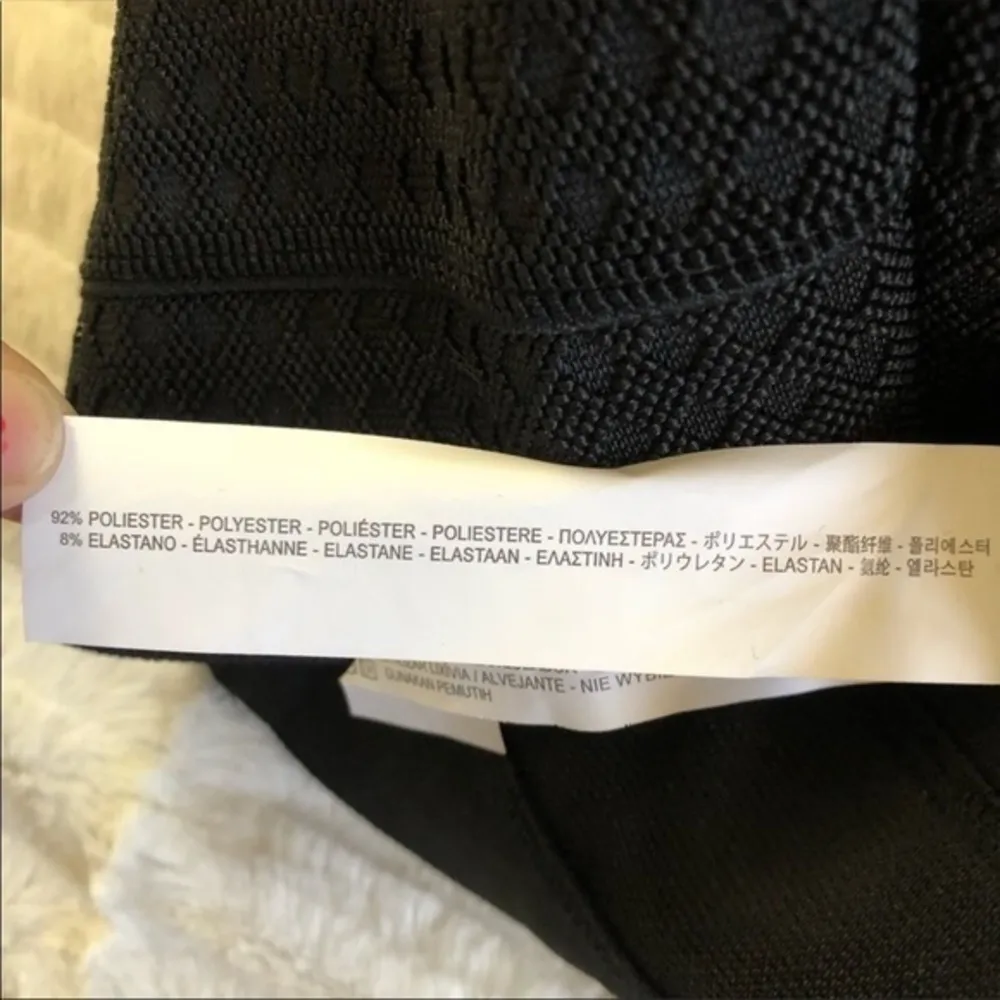 92% POLIESTER - POLYESTER - POLIÉSTER - POLIESTERE - ΠΟΛΥΕΣΤΕΡΑΣ - ポリエステル - 聚酯纤维 - 폴리에스터
8% ELASTANO - ÉLASTHANNE - ELASTANE - ELASTAAN - ΕΛΑΣΤΙΝΗ - ポリウレタン - ELASTAN - 氨纶 - 엘라스탄
LIXIVIA / ALVEJANTE - NIE
GUNAKAN PEMUTIH